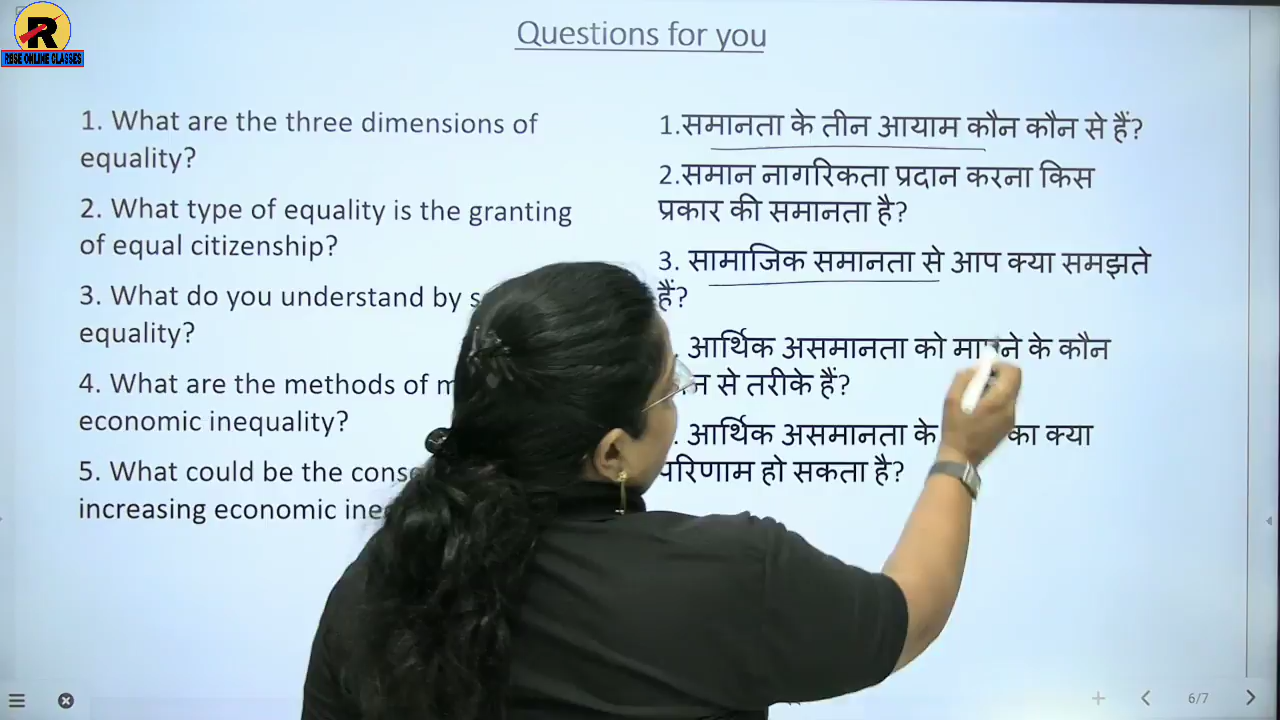 R
RBSE ONLINE CLASSES
Questions for you
1. What are the three dimensions of
equality?
2. What type of equality is the granting
of equal citizenship?
3. What do you understand by
equality?
4. What are the methods of
economic inequality?
5. What could be the
increasing economic
1.समानता के तीन आयाम कौन कौन से हैं?
2.समान नागरिकता प्रदान करना किस
प्रकार की समानता है?
3. सामाजिक समानता से आप क्या समझते
हैं?
आर्थिक असमानता को के कौन
से तरीके हैं?
आर्थिक असमानता के का क्या
परिणाम हो सकता है?
6/7